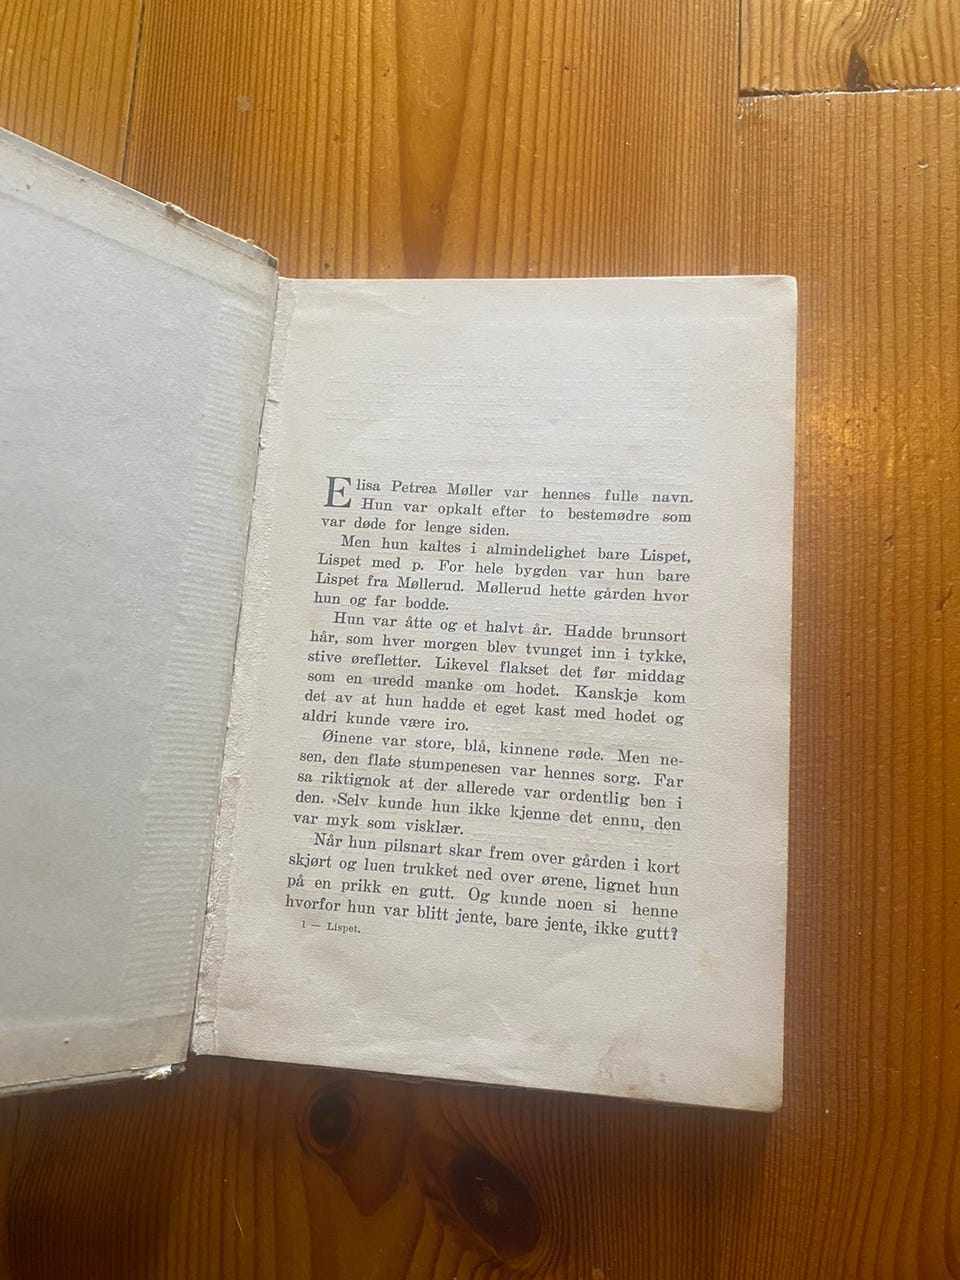 Elisa Petrea Møller var hennes fulle navn.
Hun var opkalt efter to bestemødre som
var døde for lenge siden.
Men hun kaltes i almindelighet bare Lispet,
Lispet med p. For hele bygden var hun bare
Lispet fra Møllerud. Møllerud hette gården hvor
hun og far bodde.
Hun var åtte og et halvt år. Hadde brunsort
hår, som hver morgen blev tvunget inn i tykke,
stive ørefletter. Likevel flakset det før middag
som en uredd manke om hodet. Kanskje kom
det av at hun hadde et eget kast med hodet og
aldri kunde være iro.
Øinene var store, blå, kinnene røde. Men ne-
sen, den flate stumpenesen var hennes sorg. Far
sa riktignok at der allerede var ordentlig ben i
den. Selv kunde hun ikke kjenne det ennu, den
var myk som visklær.
Når hun pilsnart skar frem over gården i kort
skjørt og luen trukket ned over ørene, lignet hun
på en prikk en gutt. Og kunde noen si henne
hvorfor hun var blitt jente, bare jente, ikke gutt?
1 — Lispet.